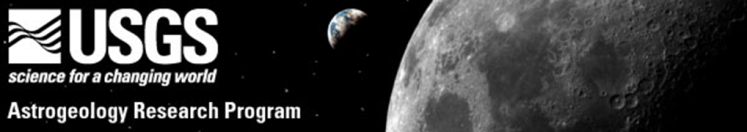 USGS
science for a changing world
Astrogeology Research Program